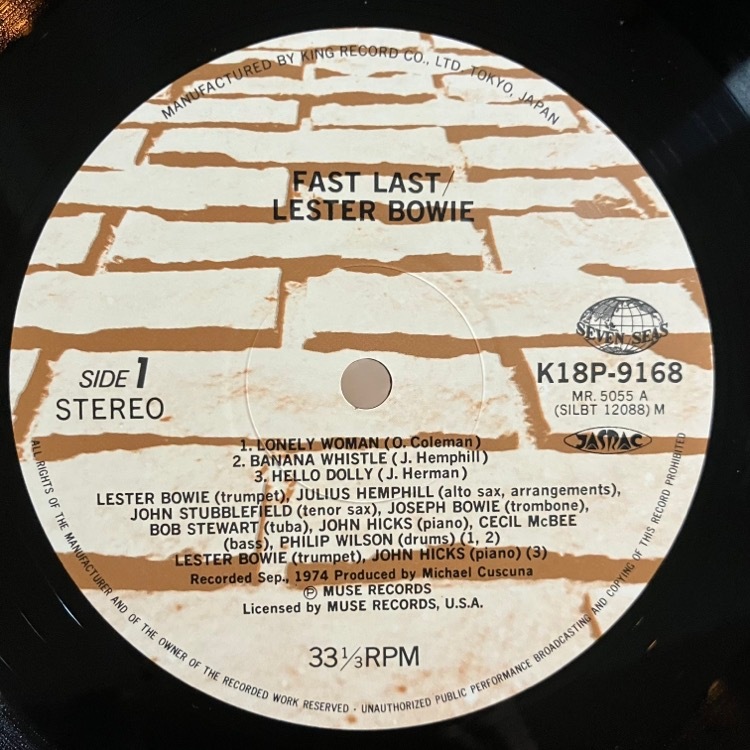 MANUFACTURED BY KING RECORD CO., LTD. TOKYO, JAPAN
FAST LAST/
LESTER BOWIE
SEVEN SEAS
SIDE 1
STEREO
K18P-9168
MR. 5055 A
(SILBT 12088) M
JASRAC
1. LONELY WOMAN (O. Coleman)
2. BANANA WHISTLE (J. Hemphill)
3. HELLO DOLLY (J. Herman)
LESTER BOWIE (trumpet), JULIUS HEMPHILL (alto sax, arrangements),
JOHN STUBBLEFIELD (tenor sax), JOSEPH BOWIE (trombone),
BOB STEWART (tuba), JOHN HICKS (piano), CECIL McBEE
(bass), PHILIP WILSON (drums) (1, 2)
LESTER BOWIE (trumpet), JOHN HICKS (piano) (3)
Recorded Sep., 1974 Produced by Michael Cuscuna
Ⓟ MUSE RECORDS
Licensed by MUSE RECORDS, U.S.A.
33 1/3 RPM
ALL RIGHTS OF THE MANUFACTURER AND OF THE OWNER OF THE RECORDED WORK RESERVED · UNAUTHORIZED PUBLIC PERFORMANCE BROADCASTING AND COPYING OF THIS RECORD PROHIBITED